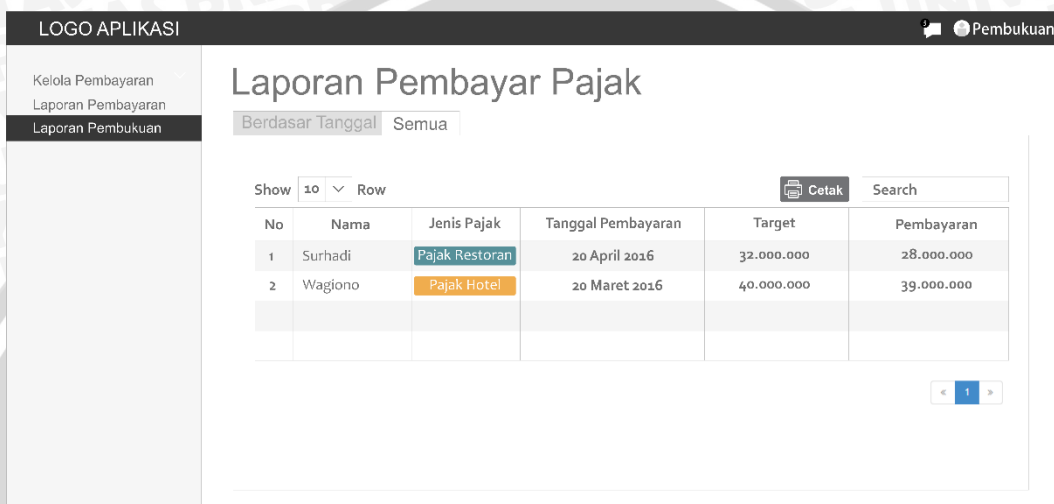 LOGO APLIKASI 3 Pembukuan
Kelola Pembayaran
Laporan Pembayaran
Laporan Pembukuan
Laporan Pembayar Pajak
Berdasar Tanggal Semua
Show 10 Row Cetak Search
No Nama Jenis Pajak Tanggal Pembayaran Target Pembayaran
1 Surhadi Pajak Restoran 20 April 2016 32.000.000 28.000.000
2 Wagiono Pajak Hotel 20 Maret 2016 40.000.000 39.000.000
« 1 »